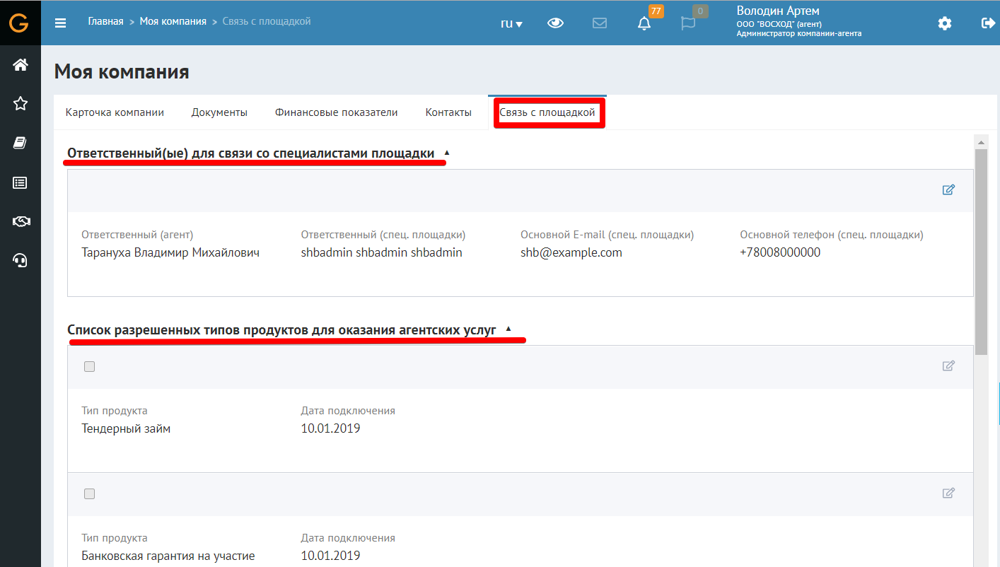 G
Главная > Моя компания > Связь с площадкой
ru
77
0
Володин Артем
ООО "ВОСХОД" (агент)
Администратор компании-агента
Моя компания
Карточка компании Документы Финансовые показатели Контакты Связь с площадкой
Ответственный(ые) для связи со специалистами площадки
Ответственный (агент) Ответственный (спец. площадки) Основной E-mail (спец. площадки) Основной телефон (спец. площадки)
Тарануха Владимир Михайлович shbadmin shbadmin shbadmin shb@example.com +78008000000
Список разрешенных типов продуктов для оказания агентских услуг
Тип продукта Дата подключения
Тендерный займ 10.01.2019
Тип продукта Дата подключения
Банковская гарантия на участие 10.01.2019